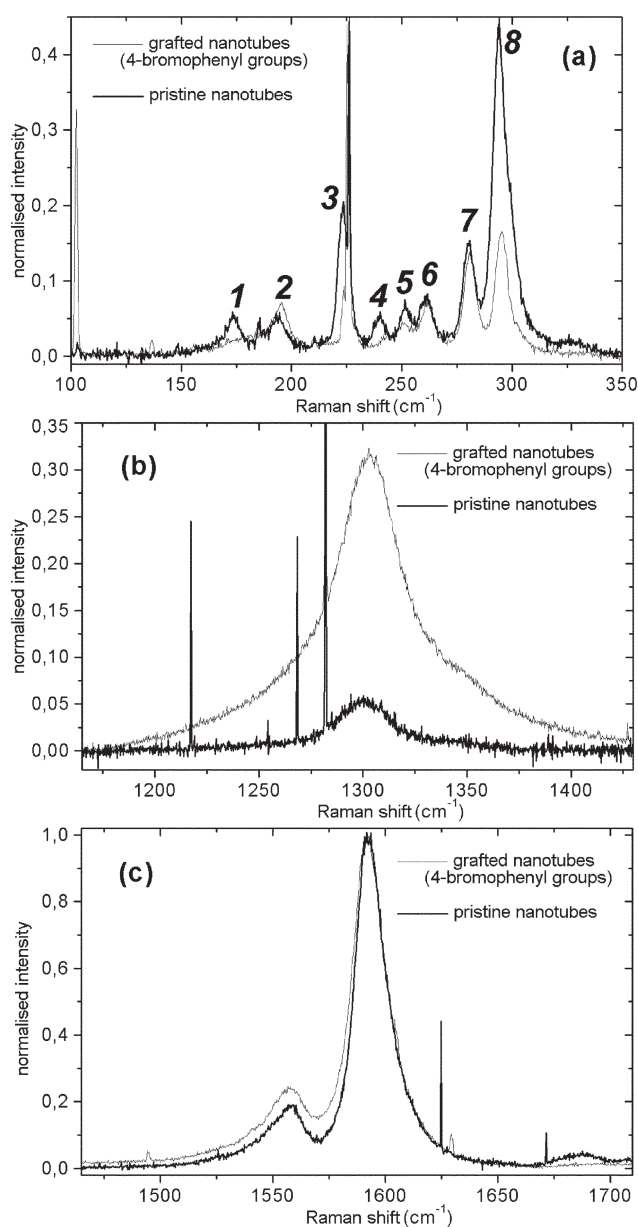 grafted nanotubes
(4-bromophenyl groups)
pristine nanotubes
(a)
normalised intensity
0,4
0,3
0,2
0,1
0,0
1
2
3
4
5
6
7
8
100 150 200 250 300 350
Raman shift (cm-1)
(b)
grafted nanotubes
(4-bromophenyl groups)
pristine nanotubes
normalised intensity
0,35
0,30
0,25
0,20
0,15
0,10
0,05
0,00
1200 1250 1300 1350 1400
Raman shift (cm-1)
(c)
grafted nanotubes
(4-bromophenyl groups)
pristine nanotubes
normalised intensity
1,0
0,8
0,6
0,4
0,2
0,0
1500 1550 1600 1650 1700
Raman shift (cm-1)